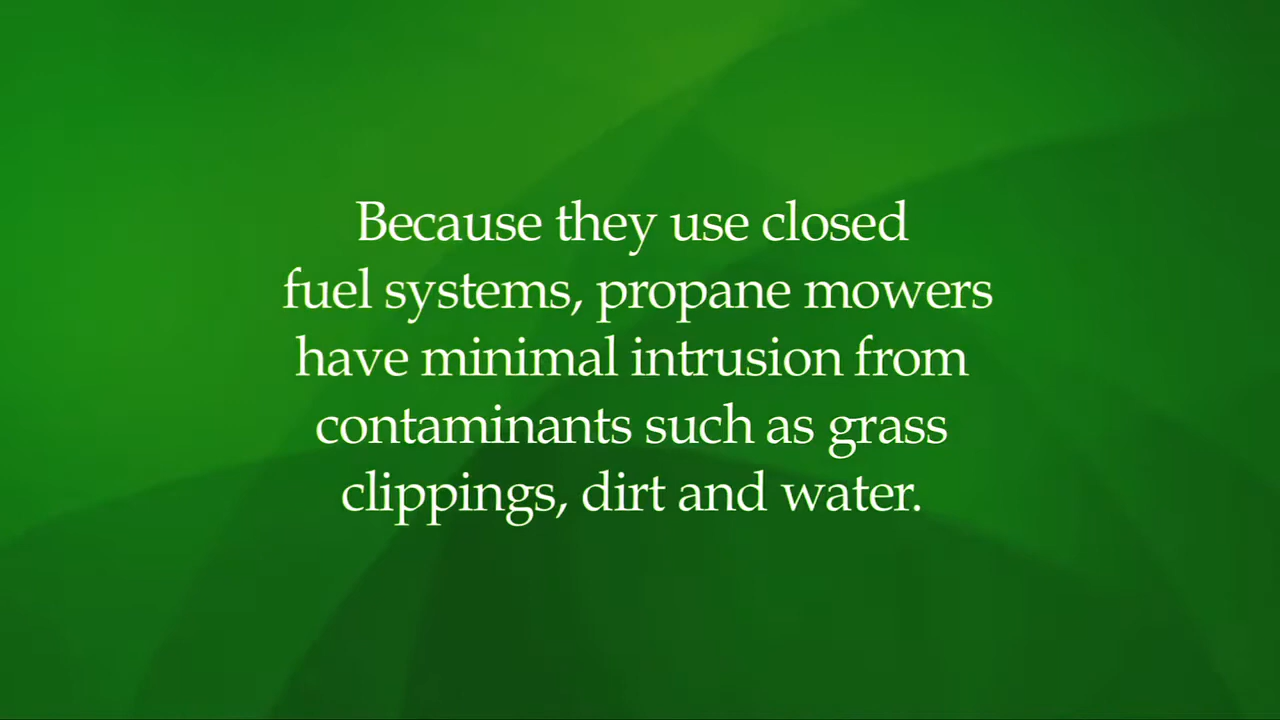 Because they use closed
fuel systems, propane mowers
have minimal intrusion from
contaminants such as grass
clippings, dirt and water.